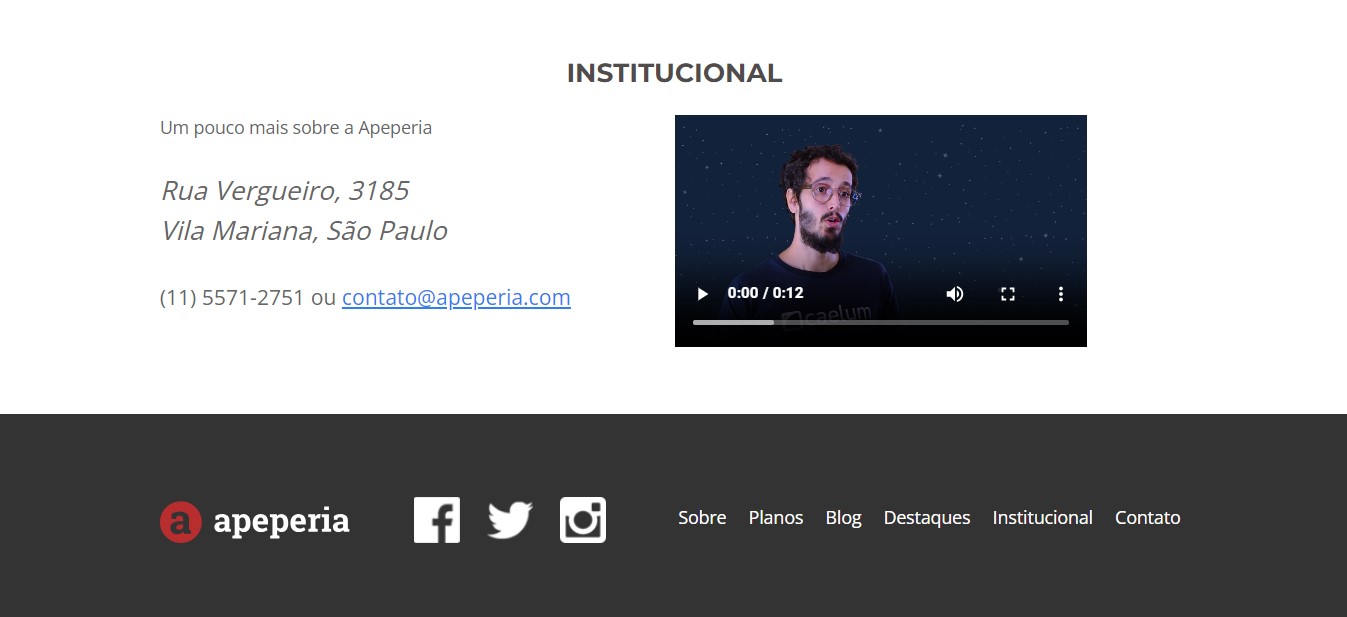 INSTITUCIONAL
Um pouco mais sobre a Apeperia
Rua Vergueiro, 3185
Vila Mariana, São Paulo
(11) 5571-2751 ou contato@apeperia.com
0:00 / 0:12
caelum
a apeperia
Sobre Planos Blog Destaques Institucional Contato